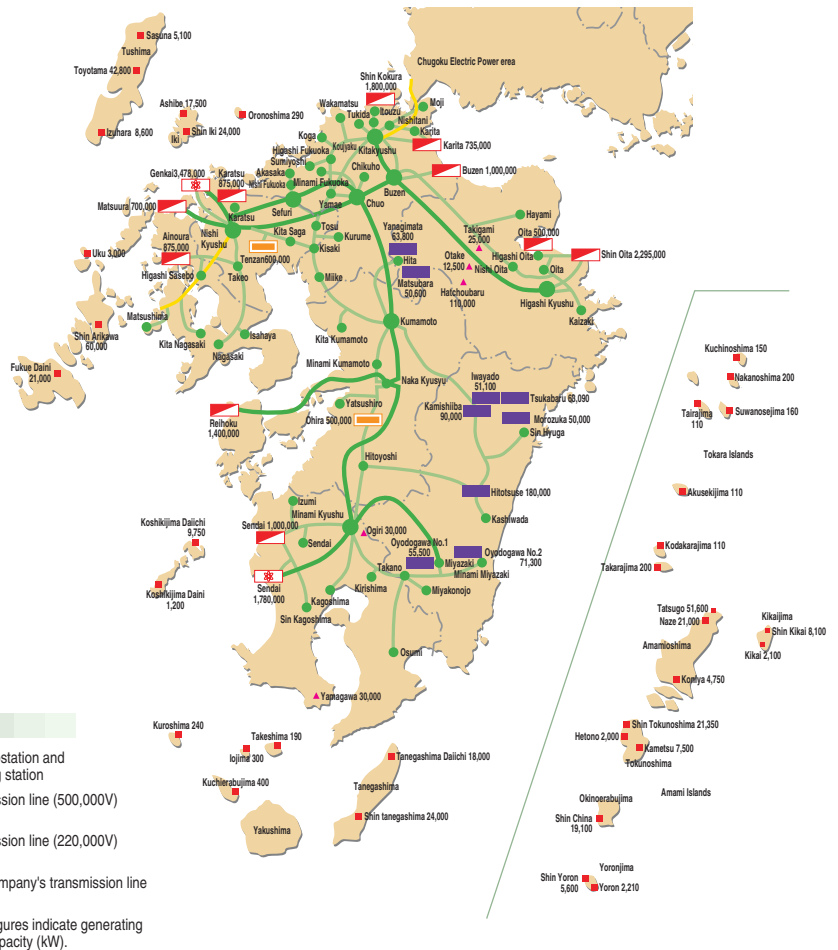 Sasuna 5,100
Tushima
Toyotama 42,800
Izuhara 8,600
Ashibe 17,500
Iki
Shin Iki 24,000
Oronoshima 290
Chugoku Electric Power erea
Shin Kokura
1,800,000
Wakamatsu
Moji
Tukida
Itouzu
Nishitani
Karita
Koga
Koujyaku
Kitakyushu
Karita 735,000
Higashi Fukuoka
Sumiyoshi
Chikuho
Buzen 1,000,000
Akasaka
Genkai3,478,000
Karatsu
875,000
Nishi Fukuoka
Minami Fukuoka
Buzen
Matsuura 700,000
Karatsu
Sefuri
Yamae
Chuo
Hayami
Ainoura
875,000
Nishi
Kyushu
Kita Saga
Tosu
Kurume
Yanagimata
63,800
Takigami
25,000
Oita 500,000
Uku 3,000
Tenzan600,000
Kisaki
Hita
Otake
12,500
Higashi Oita
Shin Oita 2,295,000
Higashi Sasebo
Takeo
Miike
Matsubara
50,600
Nishi Oita
Oita
Hatchoubaru
110,000
Higashi Kyushu
Matsushima
Kaizaki
Shin Arikawa
60,000
Kita Nagasaki
Isahaya
Nagasaki
Kita Kumamoto
Kumamoto
Fukue Daini
21,000
Minami Kumamoto
Naka Kyusyu
Iwayado
51,100
Tsukabaru 63,090
Kamishiiba
90,000
Morozuka 50,000
Reihoku
1,400,000
Yatsushiro
Ohira 500,000
Sin Hyuga
Hitoyoshi
Hitotsuse 180,000
Izumi
Minami Kyushu
Kashiwada
Koshikijima Daiichi
9,750
Sendai 1,000,000
Ogiri 30,000
Sendai
Oyodogawa No.1
55,500
Oyodogawa No.2
71,300
Miyazaki
Minami Miyazaki
Takano
Koshikijima Daini
1,200
Sendai
1,780,000
Kirishima
Miyakonojo
Kagoshima
Sin Kagoshima
Osumi
Yamagawa 30,000
Kuroshima 240
Takeshima 190
Iojima 300
Kuchierabujima 400
Yakushima
Tanegashima Daiichi 18,000
Tanegashima
Shin tanegashima 24,000
Kuchinoshima 150
Nakanoshima 200
Tairajima
110
Suwanosejima 160
Tokara Islands
Akusekijima 110
Kodakarajima 110
Takarajima 200
Tatsugo 51,600
Naze 21,000
Kikaijima
Shin Kikai 8,100
Amamioshima
Kikai 2,100
Koniya 4,750
Shin Tokunoshima 21,350
Hetono 2,000
Kametsu 7,500
Tokunoshima
Okinoerabujima
Amami Islands
Shin China
19,100
Yoronjima
Shin Yoron
5,600
Yoron 2,210
station and
g station
ssion line (500,000V)
ssion line (220,000V)
mpany's transmission line
gures indicate generating
pacity (kW).